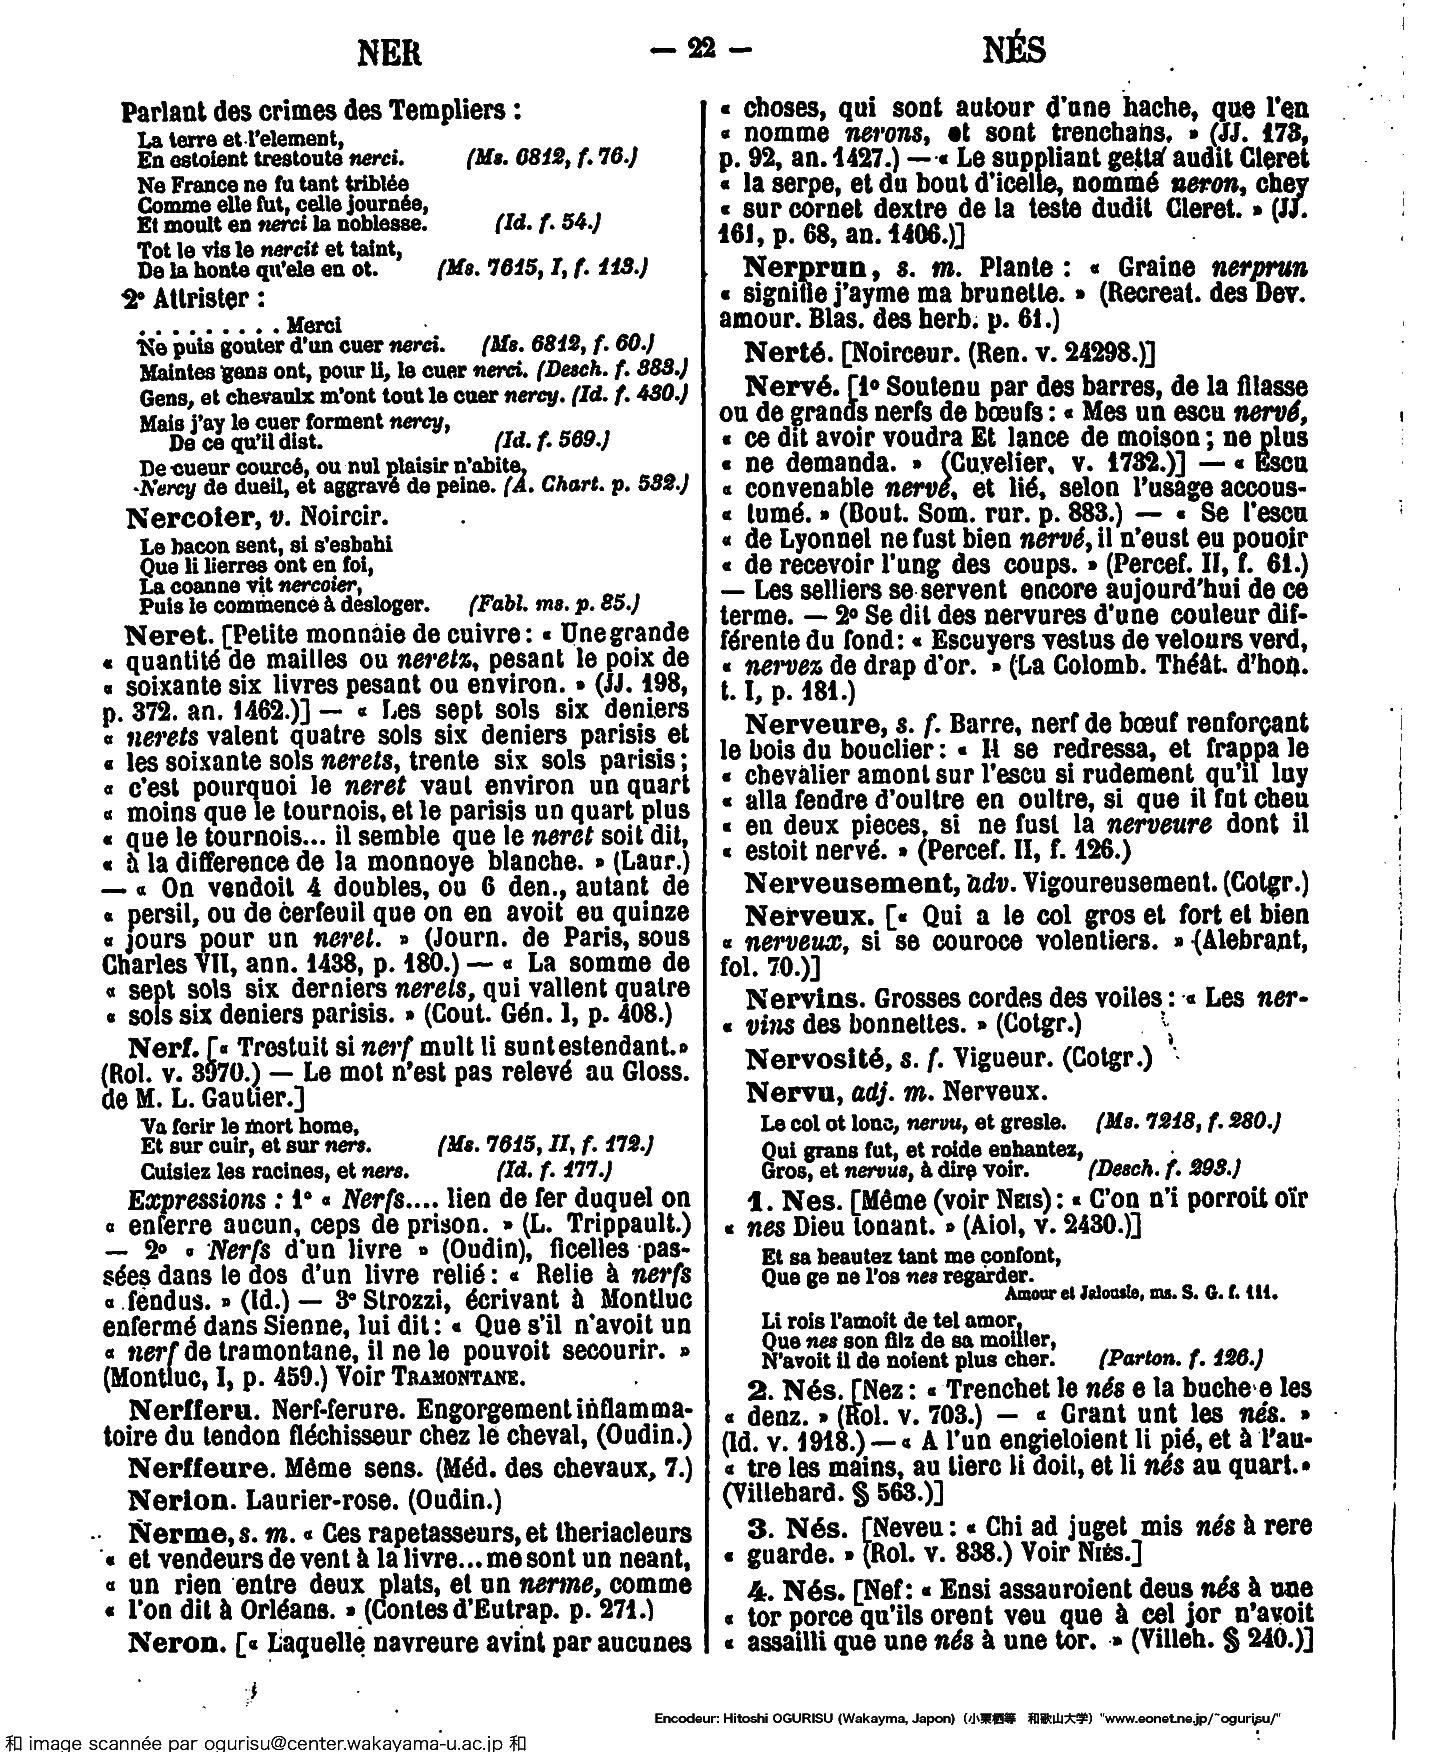 NER — 22 — NÉS
Parlant des crimes des Templiers :
La terre et l'element,
En estoient trestoute nerci. (Ms. 6812, f. 76.)
Ne France ne fu tant triblée
Comme elle fut, celle journée,
Et moult en nerci la noblesse. (Id. f. 54.)
Tot le vis le nercit et taint,
De la honte qu'ele en ot. (Ms. 7615, I, f. 113.)
2° Attrister :
. . . . . . . . . Merci
Ne puis gouter d'un cuer nerci. (Ms. 6812, f. 60.)
Maintes gens ont, pour li, le cuer nerci. (Desch. f. 383.)
Gens, et chevaulx m'ont tout le cuer nercy. (Id. f. 430.)
Mais j'ay le cuer forment nercy,
De ce qu'il dist. (Id. f. 569.)
De cueur courcé, ou nul plaisir n'abite,
Nercy de dueil, et aggravé de peine. (A. Chart. p. 532.)
Nercoier, v. Noircir.
Le bacon sent, si s'esbahi
Que li lierres ont en foi,
La coanne vit nercoier,
Puis le commence à desloger. (Fabl. ms. p. 85.)
Neret. [Petite monnaie de cuivre : « Une grande
« quantité de mailles ou neretz, pesant le poix de
« soixante six livres pesant ou environ. » (JJ. 198,
p. 372. an. 1462.)] — « Les sept sols six deniers
« nerets valent quatre sols six deniers parisis et
« les soixante sols nerets, trente six sols parisis ;
« c'est pourquoi le neret vaut environ un quart
« moins que le tournois, et le parisis un quart plus
« que le tournois... il semble que le neret soit dit,
« à la difference de la monnoye blanche. » (Laur.)
— « On vendoit 4 doubles, ou 6 den., autant de
« persil, ou de cerfeuil que on en avoit eu quinze
« jours pour un neret. » (Journ. de Paris, sous
Charles VII, ann. 1438, p. 180.) — « La somme de
« sept sols six derniers nerets, qui vallent quatre
« sols six deniers parisis. » (Cout. Gén. I, p. 408.)
Nerf. [« Trestuit si nerf mult li sunt estendant. »
(Rol. v. 3970.) — Le mot n'est pas relevé au Gloss.
de M. L. Gautier.]
Va ferir le mort home,
Et sur cuir, et sur ners. (Ms. 7615, II, f. 172.)
Cuisiez les racines, et ners. (Id. f. 177.)
Expressions : 1° « Nerfs.... lien de fer duquel on
« enferre aucun, ceps de prison. » (L. Trippault.)
— 2° « Nerfs d'un livre » (Oudin), ficelles pas-
sées dans le dos d'un livre relié : « Relie à nerfs
« fendus. » (Id.) — 3° Strozzi, écrivant à Montluc
enfermé dans Sienne, lui dit : « Que s'il n'avoit un
« nerf de tramontane, il ne le pouvoit secourir. »
(Montluc, I, p. 459.) Voir TRAMONTANE.
Nerfferu. Nerf-ferure. Engorgement inflamma-
toire du tendon fléchisseur chez le cheval, (Oudin.)
Nerffeure. Même sens. (Méd. des chevaux, 7.)
Nerion. Laurier-rose. (Oudin.)
Nerme, s. m. « Ces rapetasseurs, et theriacleurs
« et vendeurs de vent à la livre... me sont un neant,
« un rien entre deux plats, et un nerme, comme
« l'on dit à Orléans. » (Contes d'Eutrap. p. 271.)
Neron. [« Laquelle navreure avint par aucunes
« choses, qui sont autour d'une hache, que l'en
« nomme nerons, et sont trenchans. » (JJ. 173,
p. 92, an. 1427.) — « Le suppliant getta audit Cleret
« la serpe, et du bout d'icelle, nommé neron, chey
« sur cornet dextre de la teste dudit Cleret. » (JJ.
161, p. 68, an. 1406.)]
Nerprun, s. m. Plante : « Graine nerprun
« signifie j'ayme ma brunette. » (Recreat. des Dev.
amour. Blas. des herb. p. 61.)
Nerté. [Noirceur. (Ren. v. 24298.)]
Nervé. [1° Soutenu par des barres, de la filasse
ou de grands nerfs de bœufs : « Mes un escu nervé,
« ce dit avoir voudra Et lance de moison ; ne plus
« ne demanda. » (Cuvelier, v. 1732.)] — « Escu
« convenable nervé, et lié, selon l'usage accous-
« tumé. » (Bout. Som. rur. p. 883.) — « Se l'escu
« de Lyonnel ne fust bien nervé, il n'eust eu pouoir
« de recevoir l'ung des coups. » (Percef. II, f. 61.)
— Les selliers se servent encore aujourd'hui de ce
terme. — 2° Se dit des nervures d'une couleur dif-
férente du fond : « Escuyers vestus de velours verd,
« nervez de drap d'or. » (La Colomb. Théât. d'hon.
t. I, p. 181.)
Nerveure, s. f. Barre, nerf de bœuf renforçant
le bois du bouclier : « Il se redressa, et frappa le
« chevalier amont sur l'escu si rudement qu'il luy
« alla fendre d'oultre en oultre, si que il fut cheu
« en deux pieces, si ne fust la nerveure dont il
« estoit nervé. » (Percef. II, f. 126.)
Nerveusement, adv. Vigoureusement. (Cotgr.)
Nerveux. [« Qui a le col gros et fort et bien
« nerveux, si se couroce volentiers. » (Alebrant,
fol. 70.)]
Nervins. Grosses cordes des voiles : « Les ner-
« vins des bonnettes. » (Cotgr.)
Nervosité, s. f. Vigueur. (Cotgr.)
Nervu, adj. m. Nerveux.
Le col ot lonc, nervu, et gresle. (Ms. 7218, f. 280.)
Qui grans fut, et roide enhantez,
Gros, et nervus, à dire voir. (Desch. f. 293.)
1. Nes. [Même (voir NEIS) : « C'on n'i porroit oïr
« nes Dieu tonant. » (Aiol, v. 2430.)]
Et sa beautez tant me confont,
Que ge ne l'os nes regarder.
Amour et Jalousie, ms. S. G. f. 111.
Li rois l'amoit de tel amor,
Que nes son filz de sa moiller,
N'avoit il de noient plus cher. (Parton. f. 126.)
2. Nés. [Nez : « Trenchet le nés e la buche e les
« denz. » (Rol. v. 703.) — « Grant unt les nés. »
(Id. v. 1918.) — « A l'un engieloient li pié, et à l'au-
« tre les mains, au tierc li doit, et li nés au quart. »
(Villehard. § 563.)]
3. Nés. [Neveu : « Chi ad juget mis nés à rere
« guarde. » (Rol. v. 838.) Voir NIÉS.]
4. Nés. [Nef : « Ensi assauroient deus nés à une
« tor porce qu'ils orent veu que à cel jor n'avoit
« assailli que une nés à une tor. » (Villeh. § 240.)]
Encodeur: Hitoshi OGURISU (Wakayma, Japon) (小栗栖等 和歌山大学) "www.eonet.ne.jp/~ogurisu/"
和 image scannée par ogurisu@center.wakayama-u.ac.jp 和